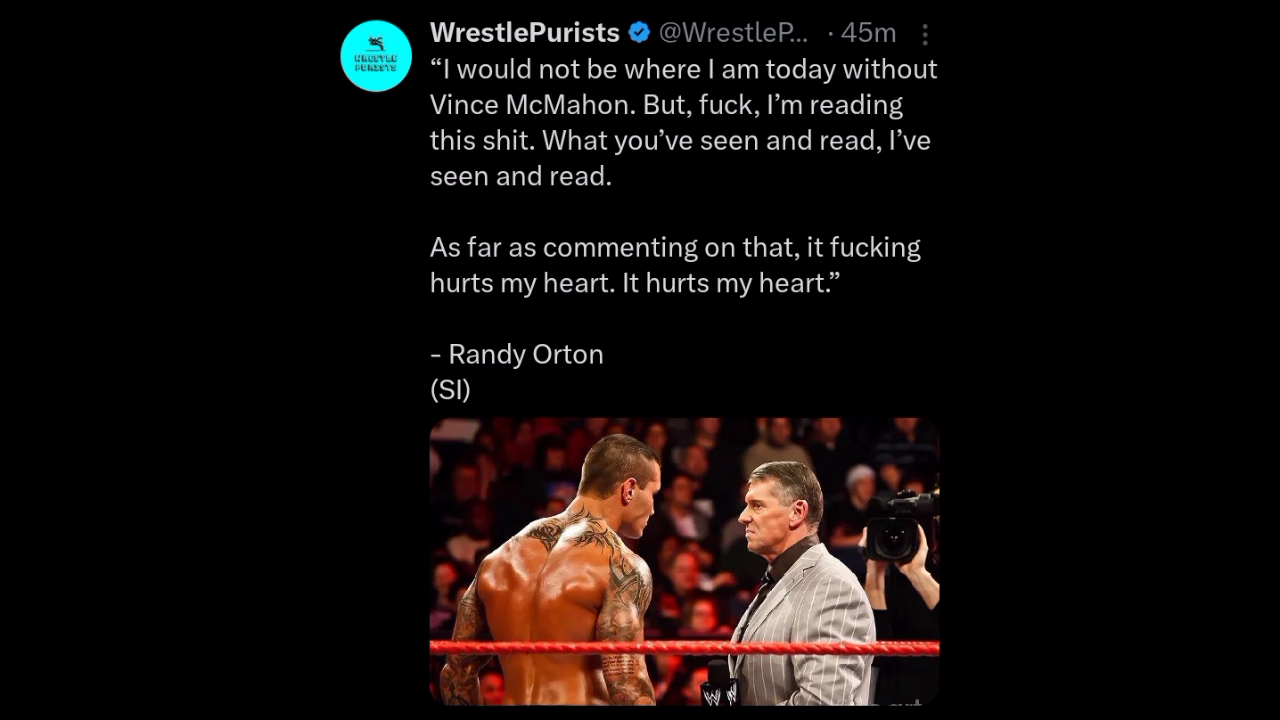 WrestlePurists @WrestleP... · 45m
WRESTLE
PURISTS
“I would not be where I am today without
Vince McMahon. But, fuck, I’m reading
this shit. What you’ve seen and read, I’ve
seen and read.
As far as commenting on that, it fucking
hurts my heart. It hurts my heart.”
- Randy Orton
(SI)